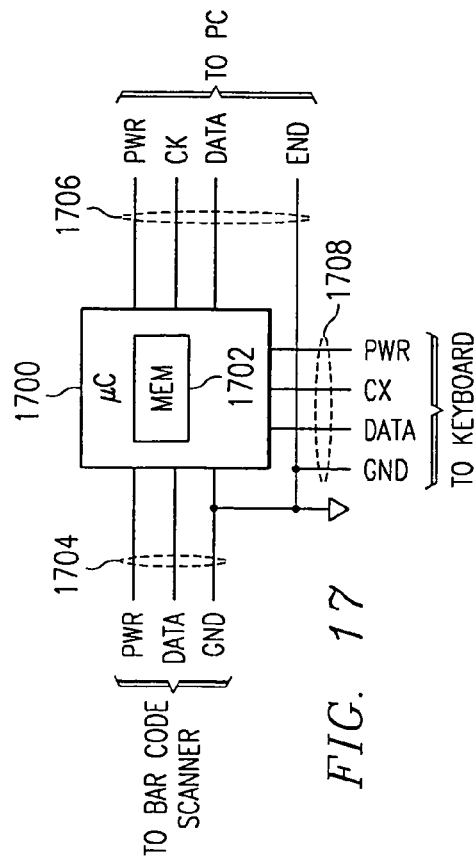 1700
μC
MEM
1702
1704
PWR
DATA
GND
TO BAR CODE
SCANNER
1706
PWR
CK
DATA
END
TO PC
1708
PWR
CX
DATA
GND
TO KEYBOARD
FIG. 17